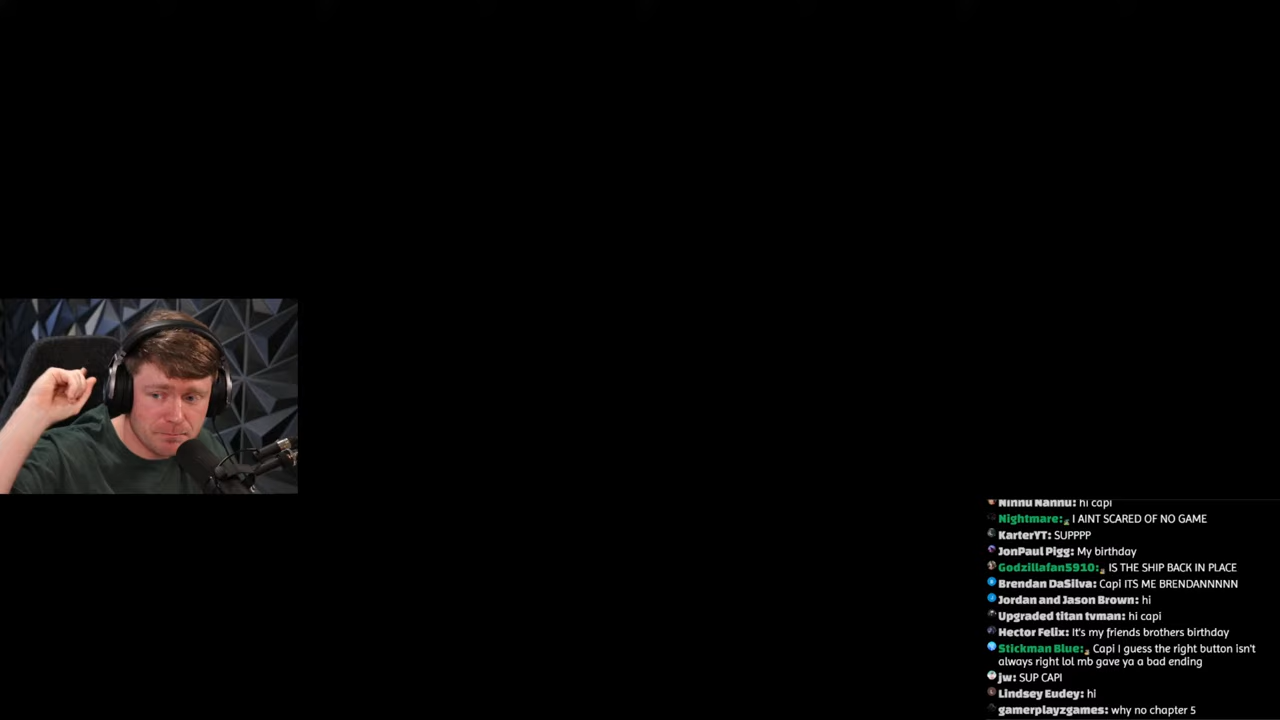 Ninnu Nannu: hi capi
Nightmare: I AINT SCARED OF NO GAME
KarterYT: SUPPPP
JonPaul Pigg: My birthday
Godzillafan5910: IS THE SHIP BACK IN PLACE
Brendan DaSilva: Capi ITS ME BRENDANNNNN
Jordan and Jason Brown: hi
Upgraded titan tvman: hi capi
Hector Felix: It's my friends brothers birthday
Stickman Blue: Capi I guess the right button isn't
always right lol mb gave ya a bad ending
jw: SUP CAPI
Lindsey Eudey: hi
gamerplayzgames: why no chapter 5